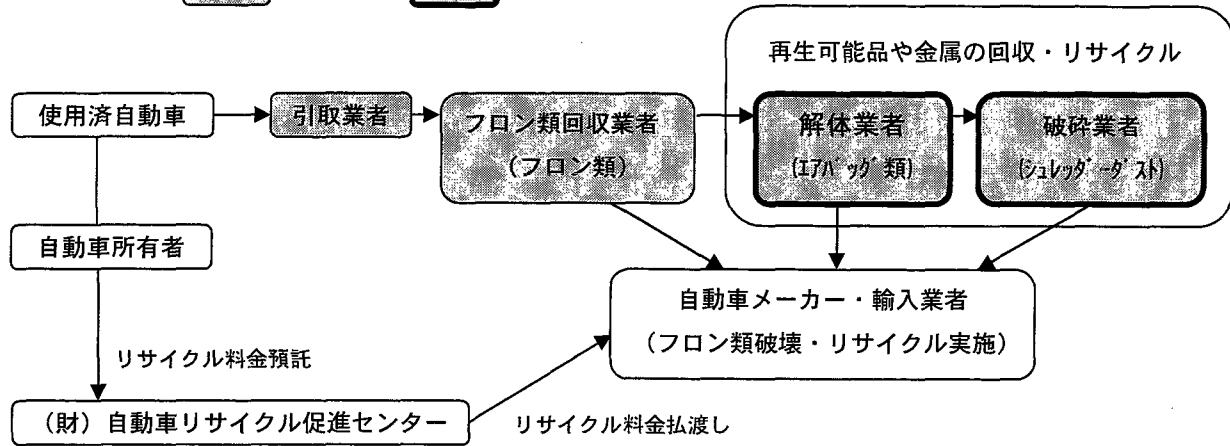 再生可能品や金属の回収・リサイクル
使用済自動車
引取業者
フロン類回収業者
（フロン類）
解体業者
(ｴｱﾊﾞｯｸﾞ類)
破砕業者
(ｼｭﾚｯﾀﾞｰﾀﾞｽﾄ)
自動車所有者
自動車メーカー・輸入業者
（フロン類破壊・リサイクル実施）
リサイクル料金預託
（財）自動車リサイクル促進センター
リサイクル料金払渡し